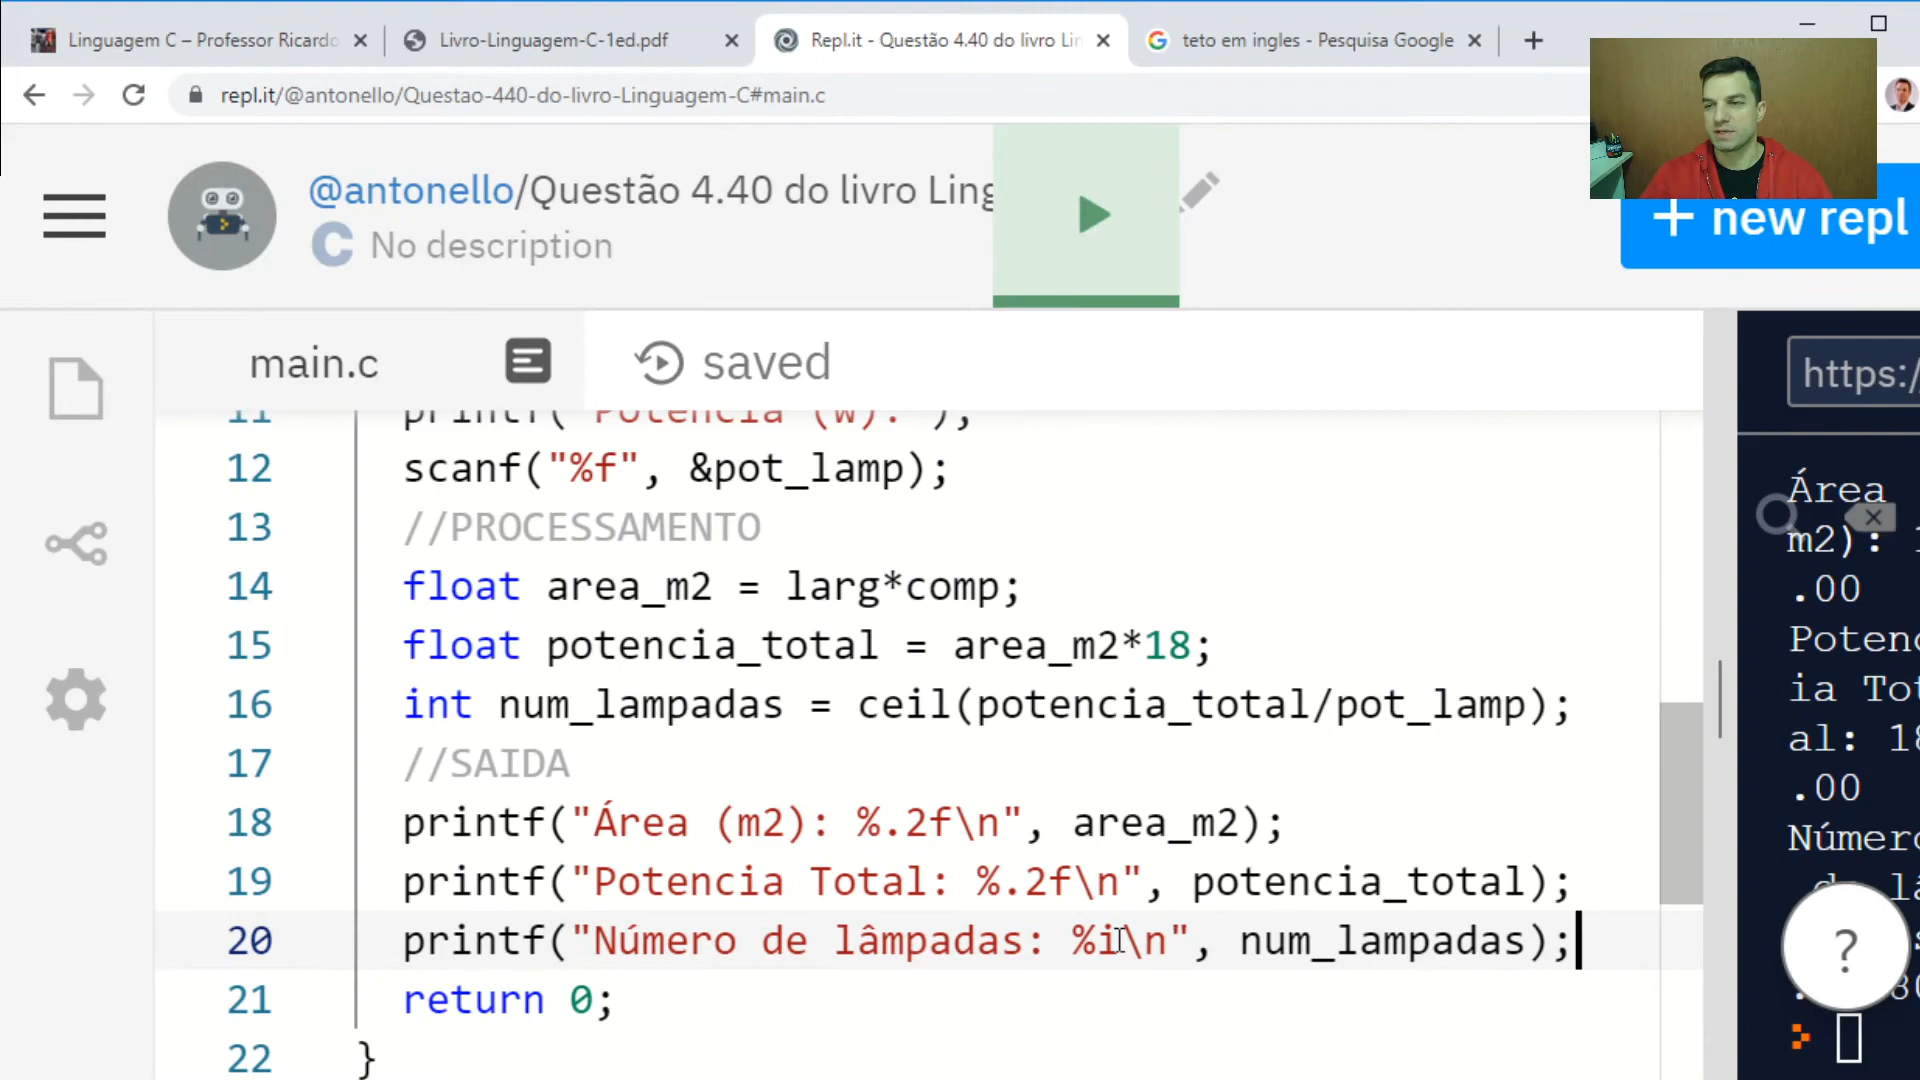 Linguagem C – Professor Ricardo
Livro-Linguagem-C-1ed.pdf
Repl.it - Questão 4.40 do livro Lin
teto em ingles - Pesquisa Google
repl.it/@antonello/Questao-440-do-livro-Linguagem-C#main.c
@antonello/Questão 4.40 do livro Ling
C No description
+ new repl
main.c
saved
https:/
11 printf("Potencia (W): ");
12 scanf("%f", &pot_lamp);
13 //PROCESSAMENTO
14 float area_m2 = larg*comp;
15 float potencia_total = area_m2*18;
16 int num_lampadas = ceil(potencia_total/pot_lamp);
17 //SAIDA
18 printf("Área (m2): %.2f\n", area_m2);
19 printf("Potencia Total: %.2f\n", potencia_total);
20 printf("Número de lâmpadas: %i\n", num_lampadas);
21 return 0;
22 }
Área
m2):
.00
Potenc
ia Tot
al: 18
.00
Número
?